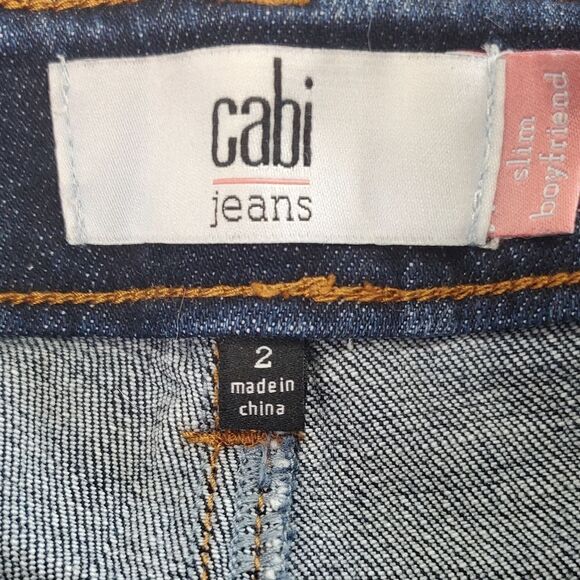 cabi
jeans
slim
boyfriend
2
made in
china